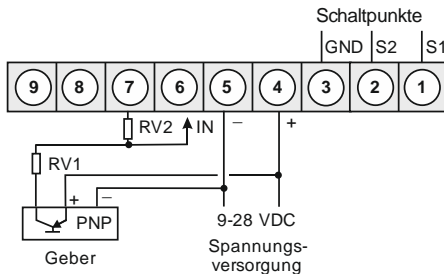 Schaltpunkte
GND S2 S1
9 8 7 6 5 4 3 2 1
RV2 IN − +
RV1
+ PNP −
Geber
9-28 VDC
Spannungs-
versorgung